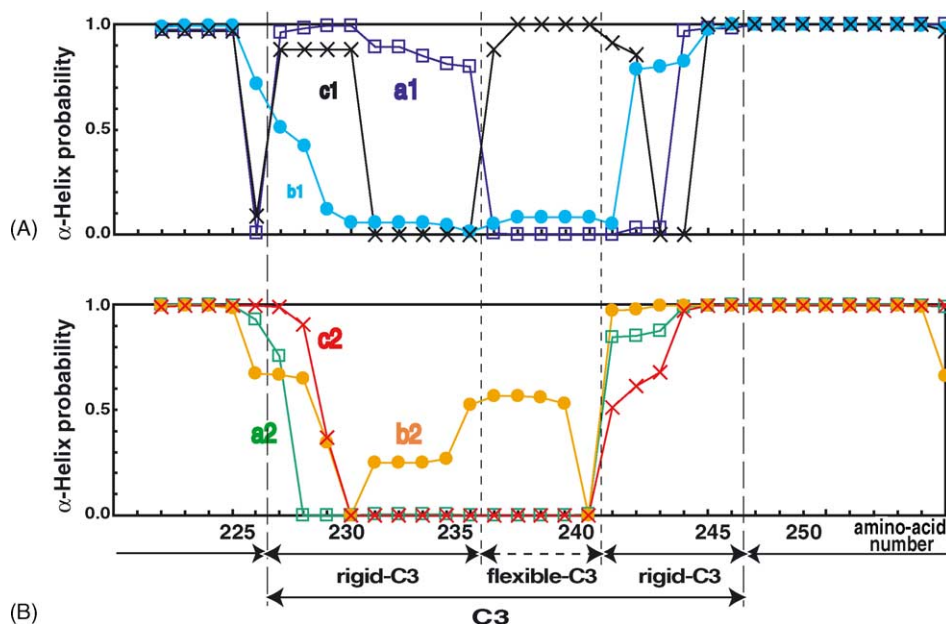 1.0
α-Helix probability
c1
a1
0.5
b1
(A)
0.0
1.0
α-Helix probability
c2
0.5
a2
b2
0.0
225
230
235
240
245
250
amino-acid
number
rigid-C3
flexible-C3
rigid-C3
(B)
C3